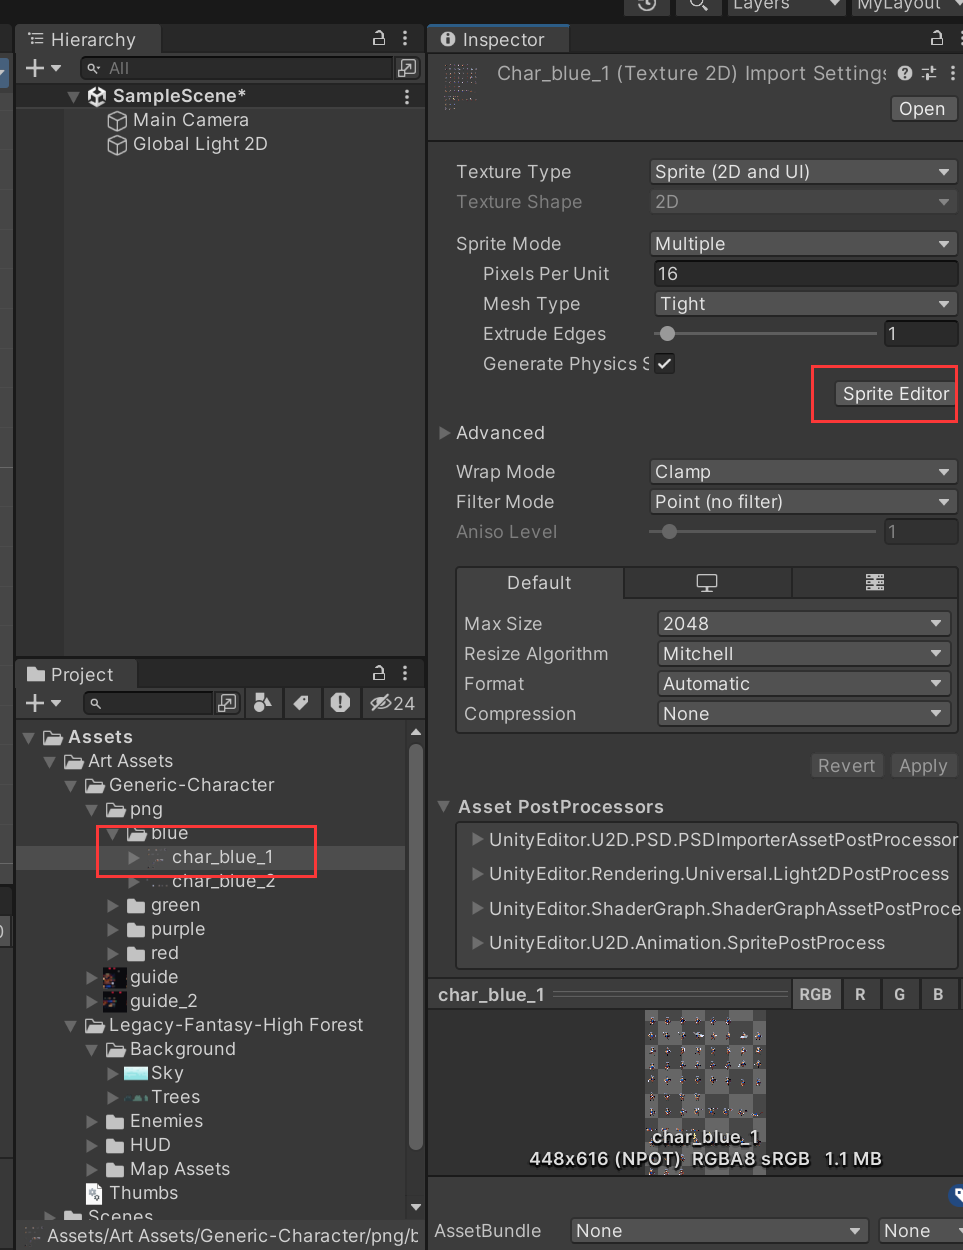 Layers
MyLayout
Hierarchy
All
SampleScene*
Main Camera
Global Light 2D
Inspector
Char_blue_1 (Texture 2D) Import Settings
Open
Texture Type Sprite (2D and UI)
Texture Shape 2D
Sprite Mode Multiple
Pixels Per Unit 16
Mesh Type Tight
Extrude Edges 1
Generate Physics S
Sprite Editor
Advanced
Wrap Mode Clamp
Filter Mode Point (no filter)
Aniso Level 1
Default
Max Size 2048
Resize Algorithm Mitchell
Format Automatic
Compression None
Revert Apply
Asset PostProcessors
UnityEditor.U2D.PSD.PSDImporterAssetPostProcessor
UnityEditor.Rendering.Universal.Light2DPostProcess
UnityEditor.ShaderGraph.ShaderGraphAssetPostProce
UnityEditor.U2D.Animation.SpritePostProcess
char_blue_1 RGB R G B
char_blue_1
448x616 (NPOT) RGBA8 sRGB 1.1 MB
AssetBundle None None
Project
24
Assets
Art Assets
Generic-Character
png
blue
char_blue_1
char_blue_2
green
purple
red
guide
guide_2
Legacy-Fantasy-High Forest
Background
Sky
Trees
Enemies
HUD
Map Assets
Thumbs
Scenes
Assets/Art Assets/Generic-Character/png/b